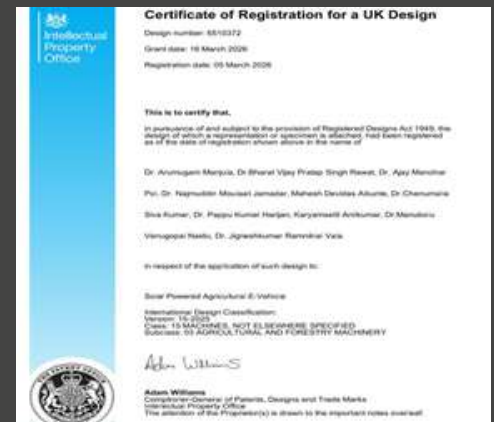 Intellectual
Property
Office
Certificate of Registration for a UK Design
Design number: 6510372
Grant date: 16 March 2026
Registration date: 05 March 2026
This is to certify that,
in pursuance of and subject to the provision of Registered Designs Act 1949, the
design of which a representation or specimen is attached, had been registered
as of the date of registration shown above in the name of
Dr. Arumugam Manjula, Dr Bharat Vijay Pratap Singh Rawat, Dr. Ajay Manohar
Pol, Dr. Najmuddin Moulaso Jamadar, Mahesh Devidas
Siva Kumar, Dr. Pappu Kumar Harijan, Karyamsetti Anilkumar, Dr
Venugopal Naidu, Dr. Jigneshkumar Ramniklal Vala
in respect of the application of such design to:
Solar Powered Agricultural E-Vehicle
International Design Classification:
Version: 15-2025
Class: 15 MACHINES, NOT ELSEWHERE SPECIFIED
Subclass: 03 AGRICULTURAL AND FORESTRY MACHINERY
Adam Williams
Adam Williams
Comptroller-General of Patents, Designs and Trade Marks
Intellectual Property Office
The attention of the Proprietor(s) is drawn to the important notes overleaf.
THE PATENT OFFICE